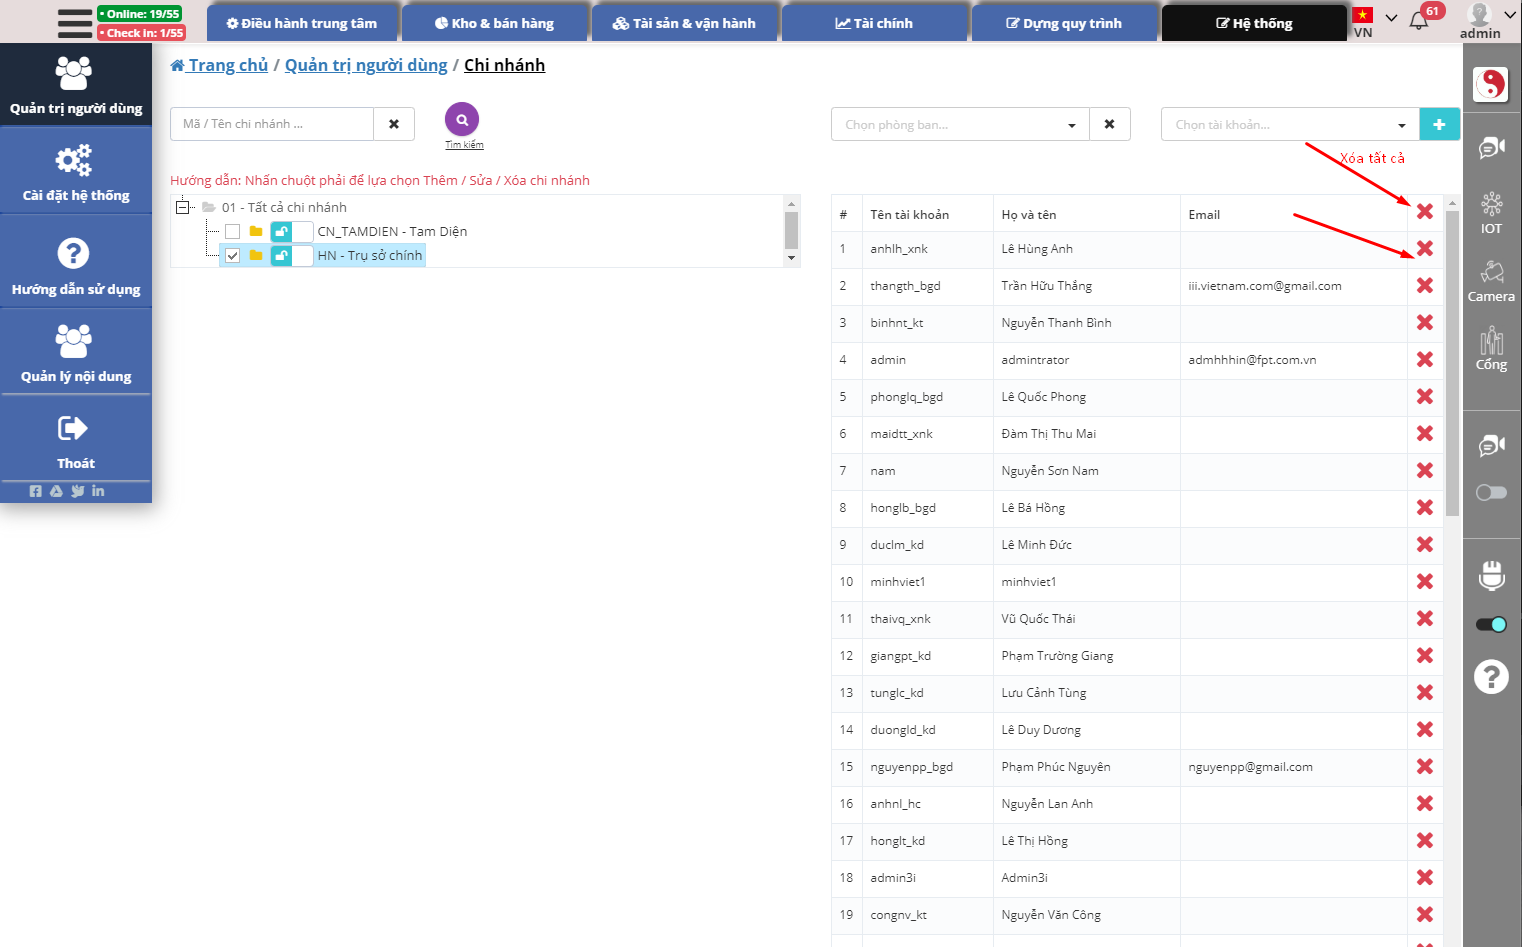 • Online: 19/55
• Check in: 1/55
Điều hành trung tâm
Kho & bán hàng
Tài sản & vận hành
Tài chính
Dựng quy trình
Hệ thống
VN
61
admin
Quản trị người dùng
Cài đặt hệ thống
Hướng dẫn sử dụng
Quản lý nội dung
Thoát
Trang chủ / Quản trị người dùng / Chi nhánh
Mã / Tên chi nhánh ...
Tìm kiếm
Chọn phòng ban...
Chọn tài khoản...
Xóa tất cả
Hướng dẫn: Nhấn chuột phải để lựa chọn Thêm / Sửa / Xóa chi nhánh
01 - Tất cả chi nhánh
CN_TAMDIEN - Tam Diện
HN - Trụ sở chính
# Tên tài khoản Họ và tên Email
1 anhlh_xnk Lê Hùng Anh
2 thangth_bgd Trần Hữu Thắng iii.vietnam.com@gmail.com
3 binhnt_kt Nguyễn Thanh Bình
4 admin admintrator admhhhin@fpt.com.vn
5 phonglq_bgd Lê Quốc Phong
6 maidtt_xnk Đàm Thị Thu Mai
7 nam Nguyễn Sơn Nam
8 honglb_bgd Lê Bá Hồng
9 duclm_kd Lê Minh Đức
10 minhviet1 minhviet1
11 thaivq_xnk Vũ Quốc Thái
12 giangpt_kd Phạm Trường Giang
13 tunglc_kd Lưu Cảnh Tùng
14 duongld_kd Lê Duy Dương
15 nguyenpp_bgd Phạm Phúc Nguyên nguyenpp@gmail.com
16 anhnl_hc Nguyễn Lan Anh
17 honglt_kd Lê Thị Hồng
18 admin3i Admin3i
19 congnv_kt Nguyễn Văn Công
IOT
Camera
Cổng